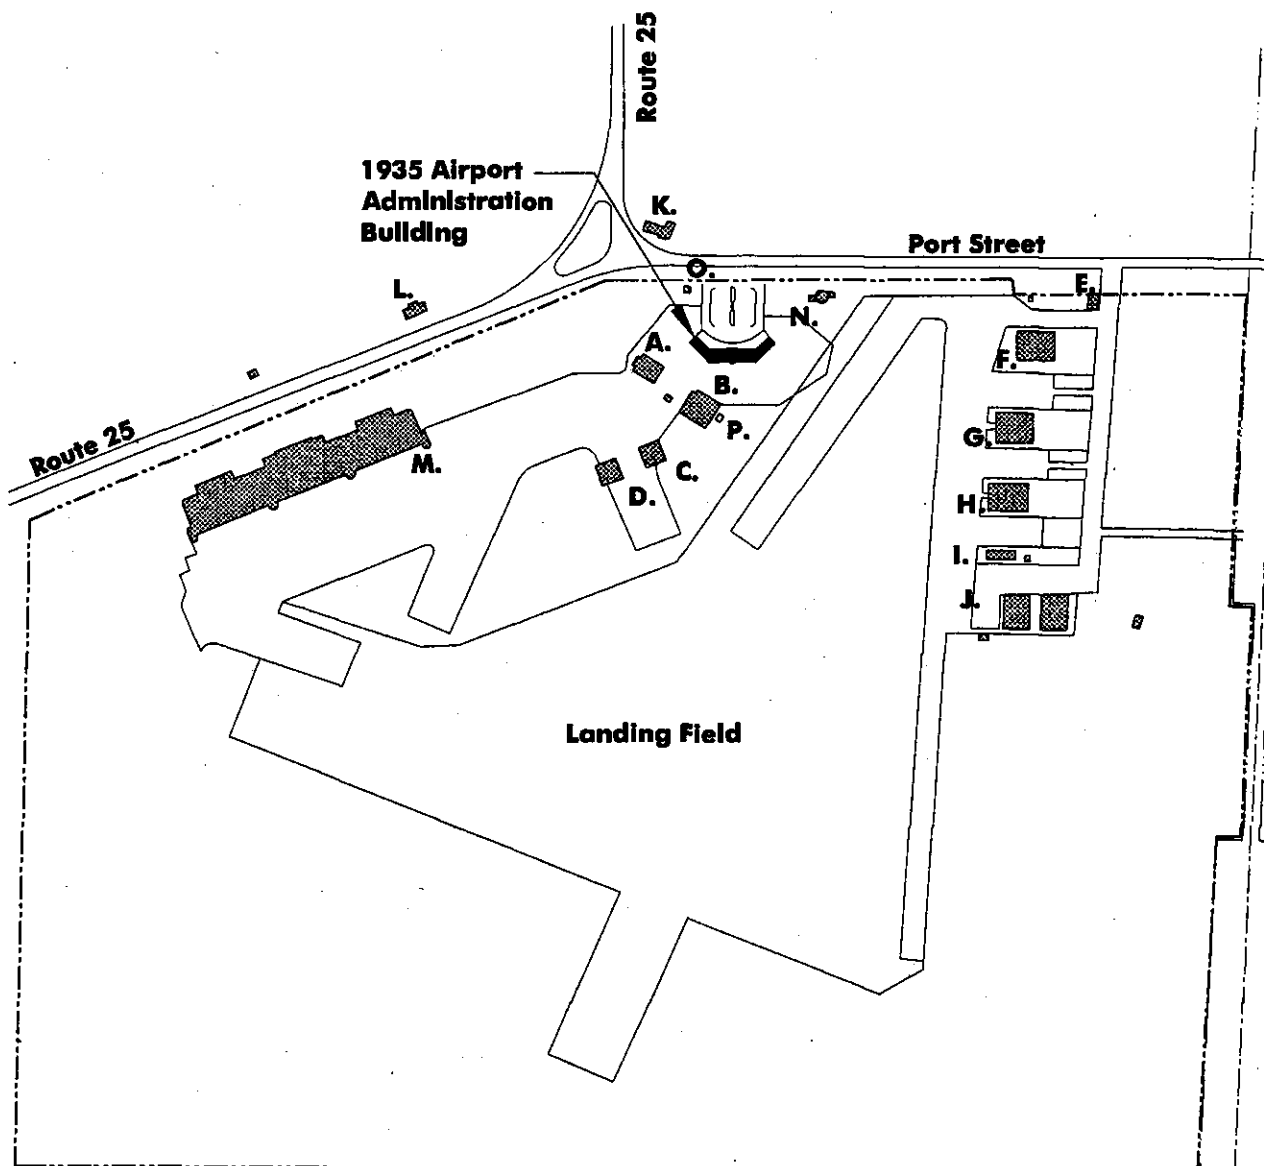 Route 25
1935 Airport
Administration
Building
K.
Port Street
O.
L.
E.
N.
A.
F.
B.
Route 25
P.
G.
M.
C.
D.
H.
I.
J.
Landing Field